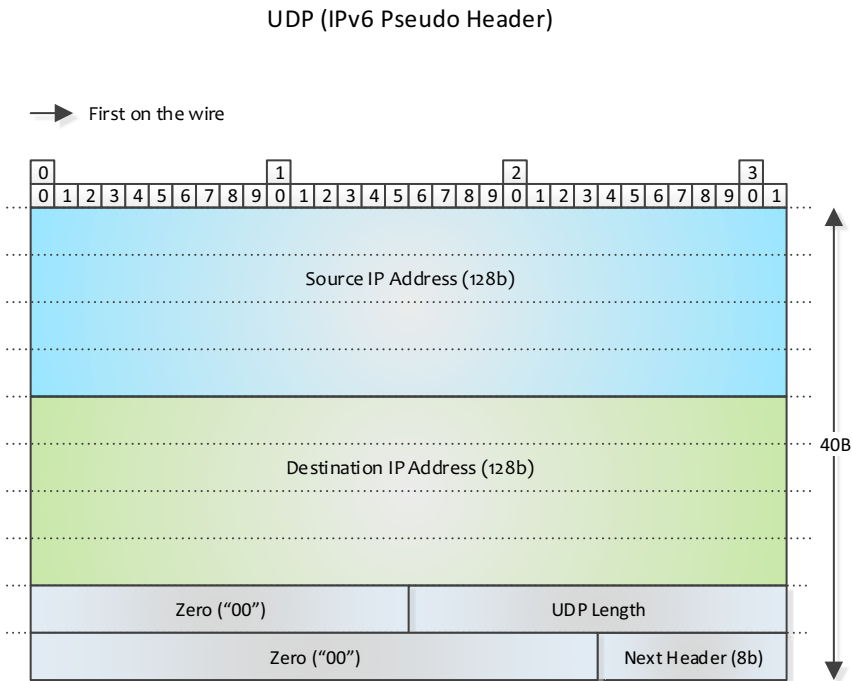 UDP (IPv6 Pseudo Header)
First on the wire
0 1 2 3
0 1 2 3 4 5 6 7 8 9 0 1 2 3 4 5 6 7 8 9 0 1 2 3 4 5 6 7 8 9 0 1
Source IP Address (128b)
40B
Destination IP Address (128b)
Zero (“00”) UDP Length
Zero (“00”) Next Header (8b)